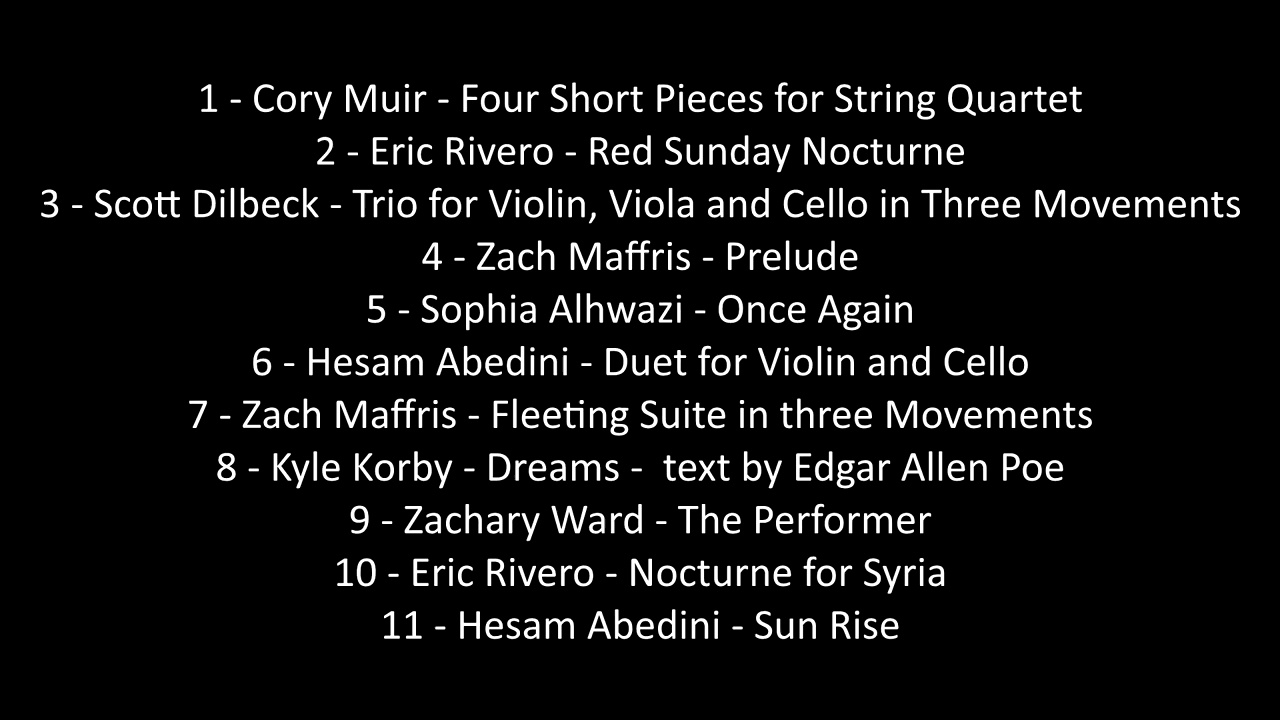 1 - Cory Muir - Four Short Pieces for String Quartet
2 - Eric Rivero - Red Sunday Nocturne
3 - Scott Dilbeck - Trio for Violin, Viola and Cello in Three Movements
4 - Zach Maffris - Prelude
5 - Sophia Alhwazi - Once Again
6 - Hesam Abedini - Duet for Violin and Cello
7 - Zach Maffris - Fleeting Suite in three Movements
8 - Kyle Korby - Dreams -  text by Edgar Allen Poe
9 - Zachary Ward - The Performer
10 - Eric Rivero - Nocturne for Syria
11 - Hesam Abedini - Sun Rise